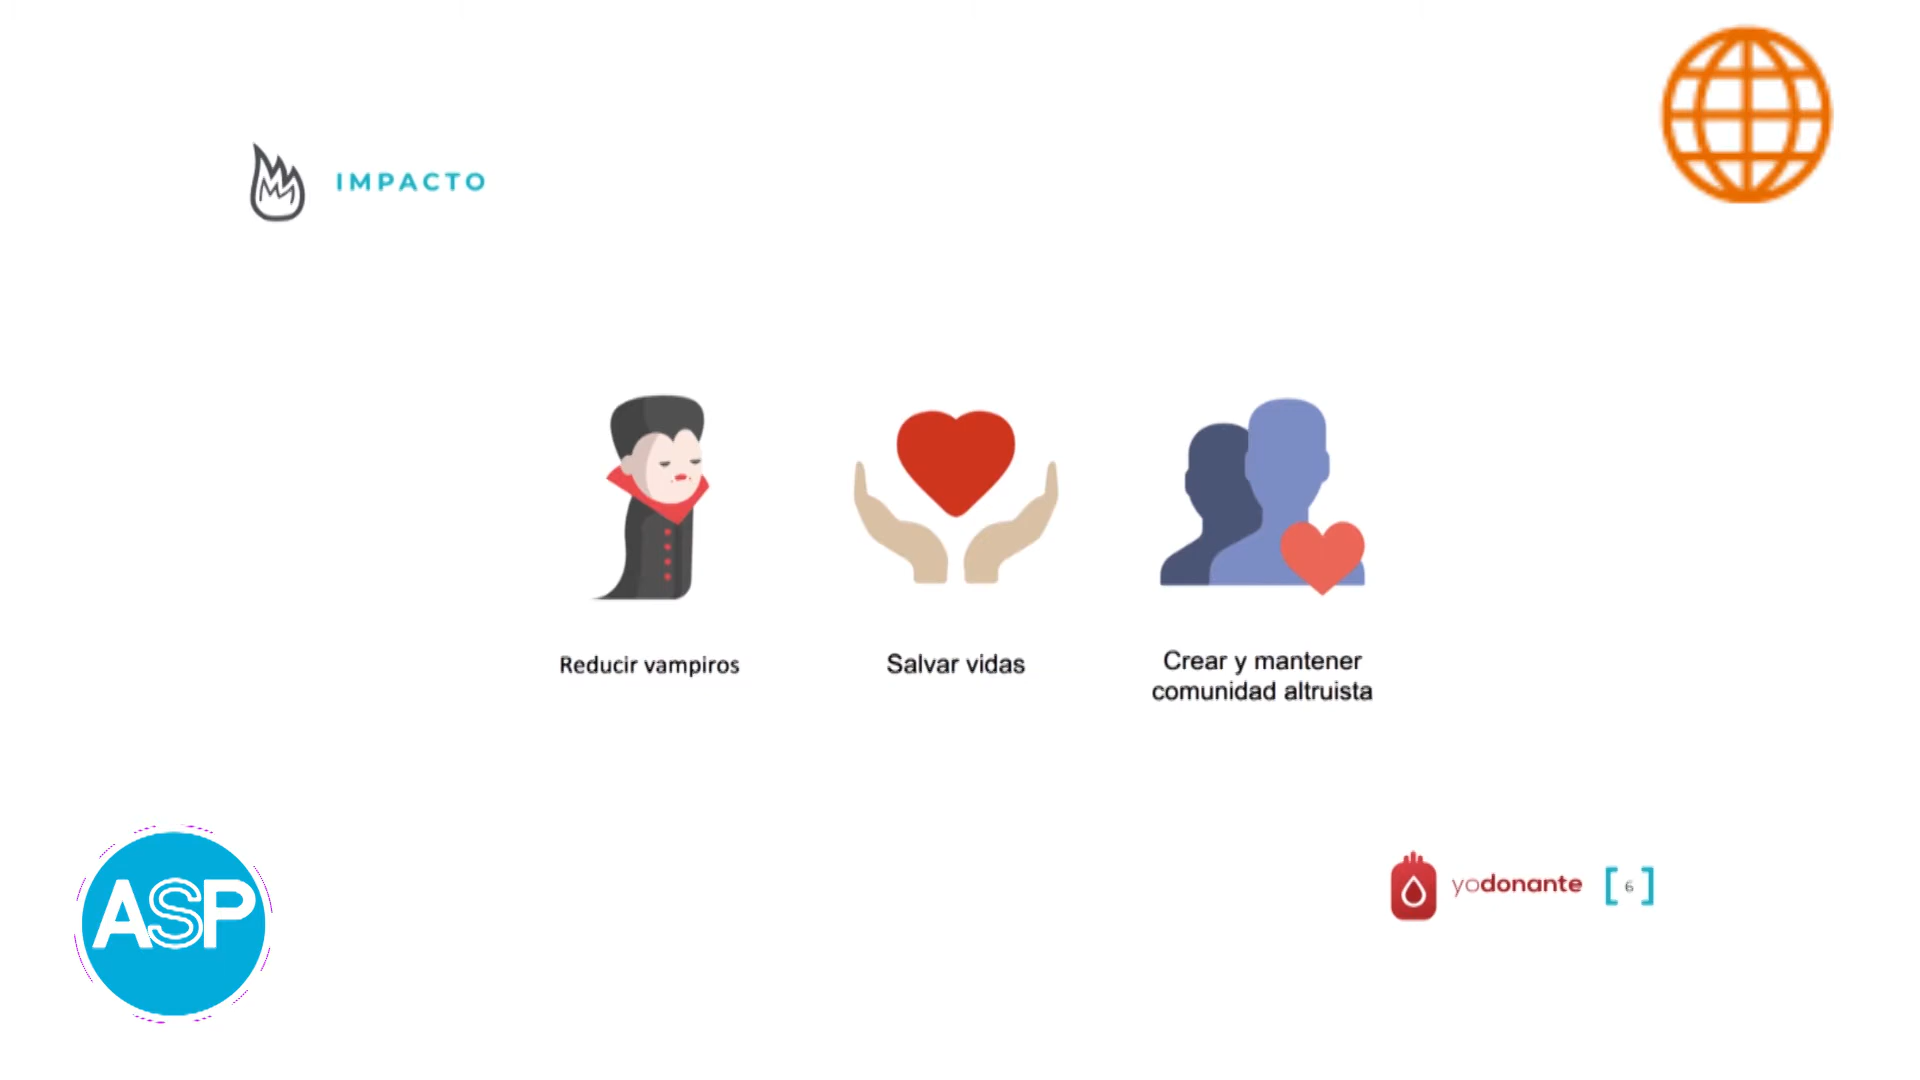 IMPACTO
Reducir vampiros
Salvar vidas
Crear y mantener
comunidad altruista
ASP
yodonante
[ 6 ]